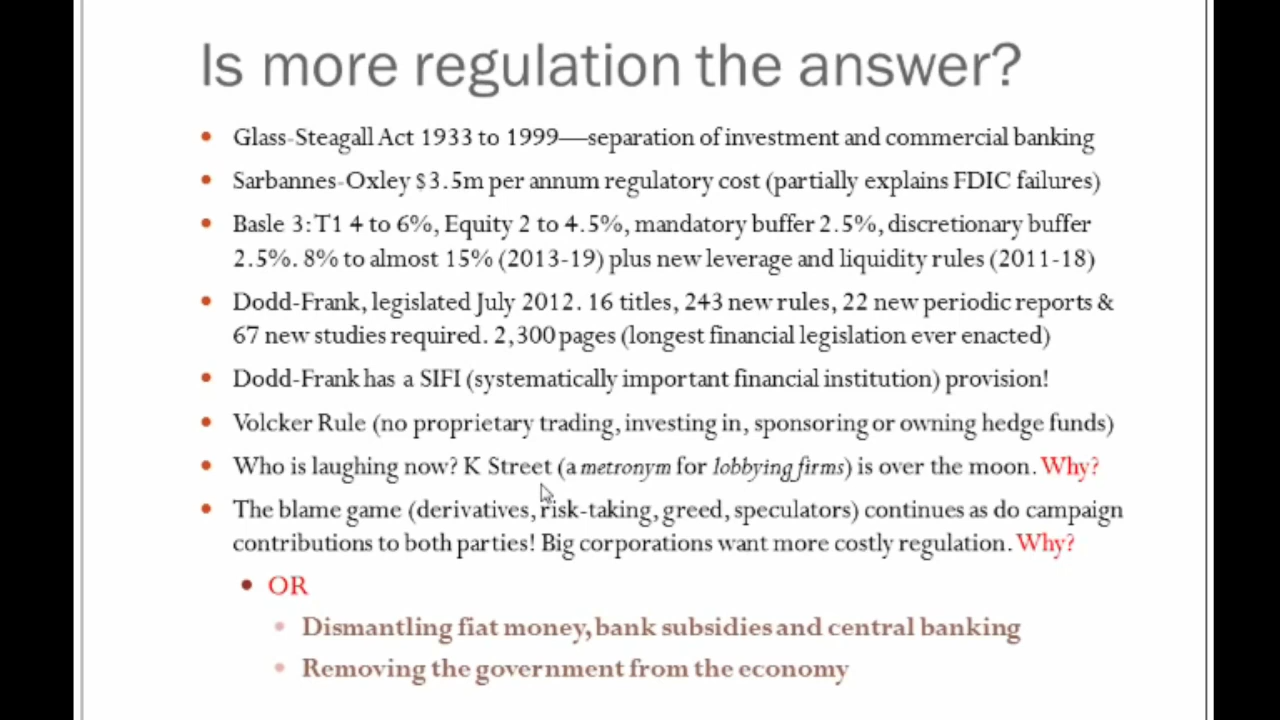 Is more regulation the answer?
• Glass-Steagall Act 1933 to 1999—separation of investment and commercial banking
• Sarbannes-Oxley $3.5m per annum regulatory cost (partially explains FDIC failures)
• Basle 3: T1 4 to 6%, Equity 2 to 4.5%, mandatory buffer 2.5%, discretionary buffer
2.5%. 8% to almost 15% (2013-19) plus new leverage and liquidity rules (2011-18)
• Dodd-Frank, legislated July 2012. 16 titles, 243 new rules, 22 new periodic reports &
67 new studies required. 2,300 pages (longest financial legislation ever enacted)
• Dodd-Frank has a SIFI (systematically important financial institution) provision!
• Volcker Rule (no proprietary trading, investing in, sponsoring or owning hedge funds)
• Who is laughing now? K Street (a metronym for lobbying firms) is over the moon. Why?
• The blame game (derivatives, risk-taking, greed, speculators) continues as do campaign
contributions to both parties! Big corporations want more costly regulation. Why?
• OR
• Dismantling fiat money, bank subsidies and central banking
• Removing the government from the economy